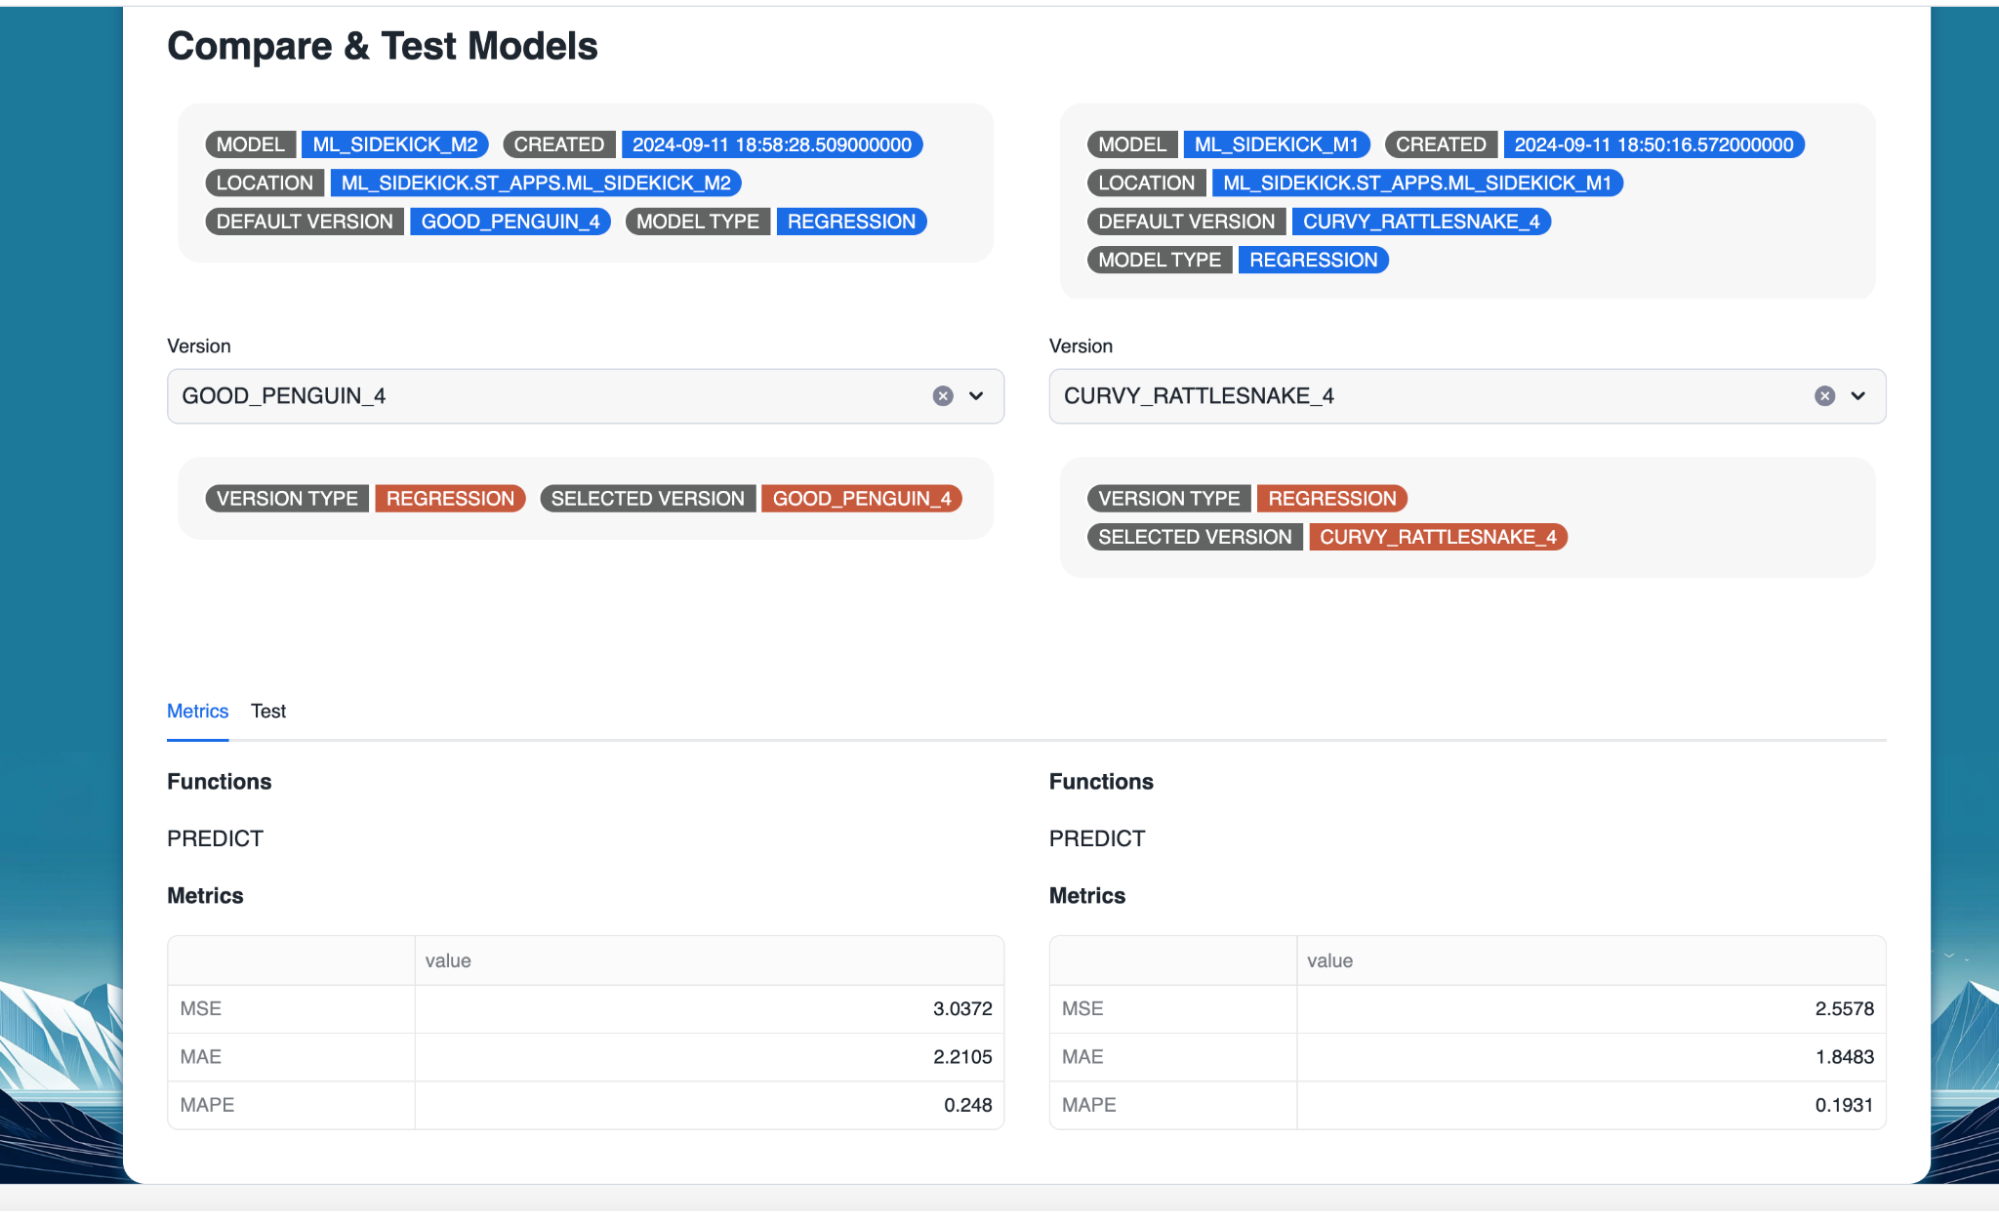 Compare & Test Models
MODEL ML_SIDEKICK_M2 CREATED 2024-09-11 18:58:28.509000000
LOCATION ML_SIDEKICK.ST_APPS.ML_SIDEKICK_M2
DEFAULT VERSION GOOD_PENGUIN_4 MODEL TYPE REGRESSION
MODEL ML_SIDEKICK_M1 CREATED 2024-09-11 18:50:16.572000000
LOCATION ML_SIDEKICK.ST_APPS.ML_SIDEKICK_M1
DEFAULT VERSION CURVY_RATTLESNAKE_4
MODEL TYPE REGRESSION
Version
GOOD_PENGUIN_4
Version
CURVY_RATTLESNAKE_4
VERSION TYPE REGRESSION SELECTED VERSION GOOD_PENGUIN_4
VERSION TYPE REGRESSION
SELECTED VERSION CURVY_RATTLESNAKE_4
Metrics Test
Functions
PREDICT
Metrics
value
MSE 3.0372
MAE 2.2105
MAPE 0.248
Functions
PREDICT
Metrics
value
MSE 2.5578
MAE 1.8483
MAPE 0.1931